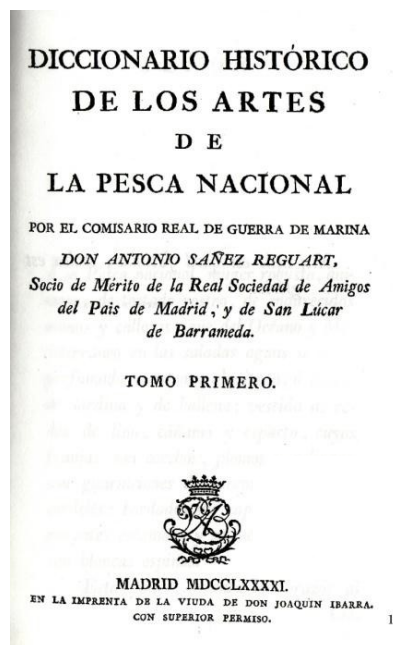 DICCIONARIO HISTÓRICO
DE LOS ARTES
DE
LA PESCA NACIONAL
POR EL COMISARIO REAL DE GUERRA DE MARINA
DON ANTONIO SAÑEZ REGUART,
Socio de Mérito de la Real Sociedad de Amigos
del Pais de Madrid, y de San Lúcar
de Barrameda.
TOMO PRIMERO.
MADRID MDCCLXXXXI.
EN LA IMPRENTA DE LA VIUDA DE DON JOAQUIN IBARRA.
CON SUPERIOR PERMISO.
1